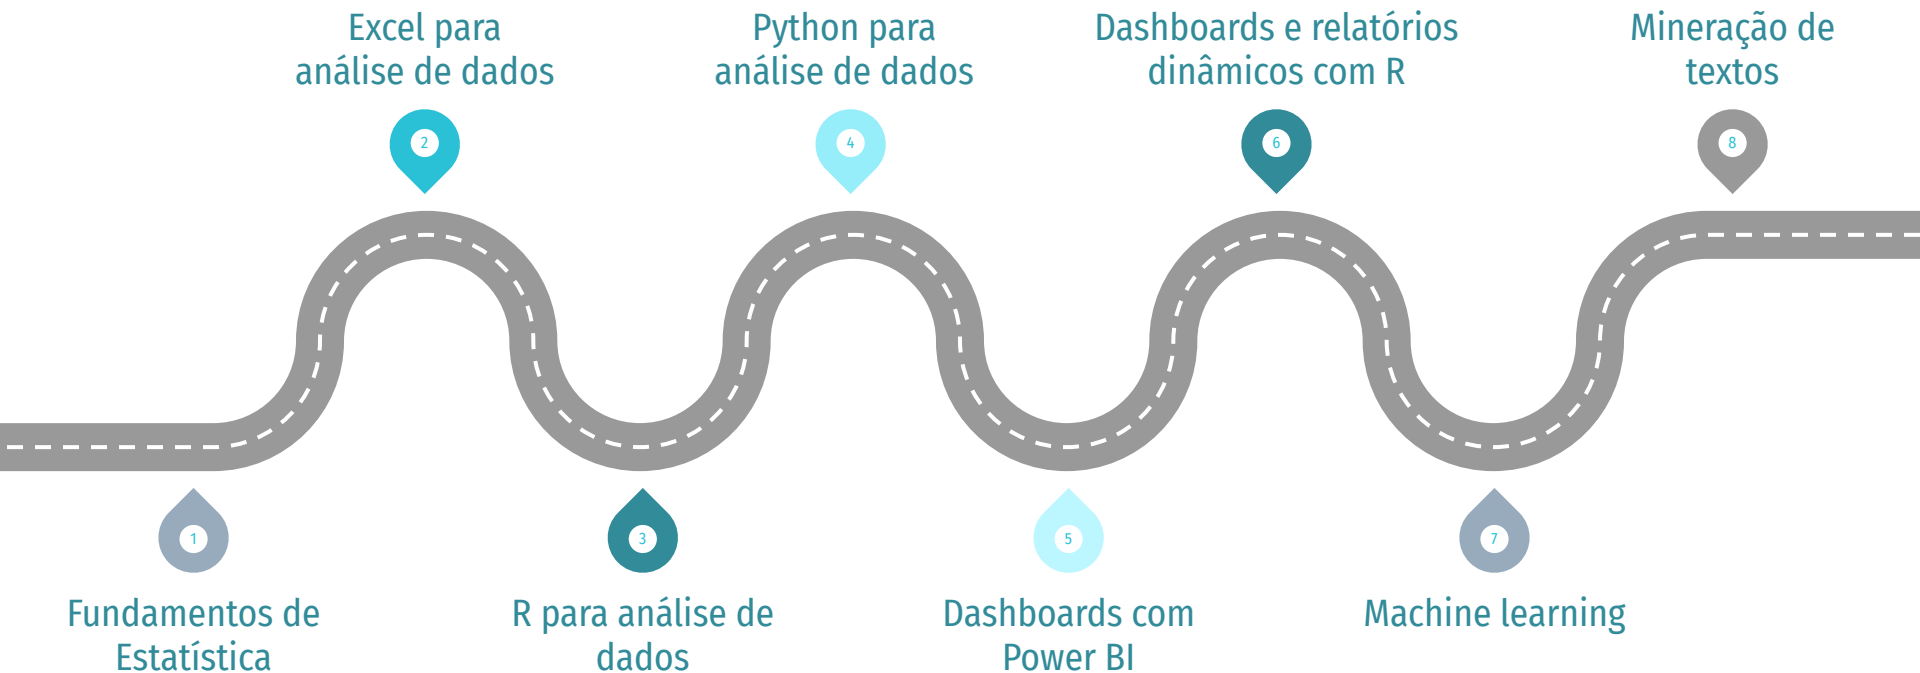 Excel para
análise de dados
Python para
análise de dados
Dashboards e relatórios
dinâmicos com R
Mineração de
textos
2
4
6
8
1
3
5
7
Fundamentos de
Estatística
R para análise de
dados
Dashboards com
Power BI
Machine learning